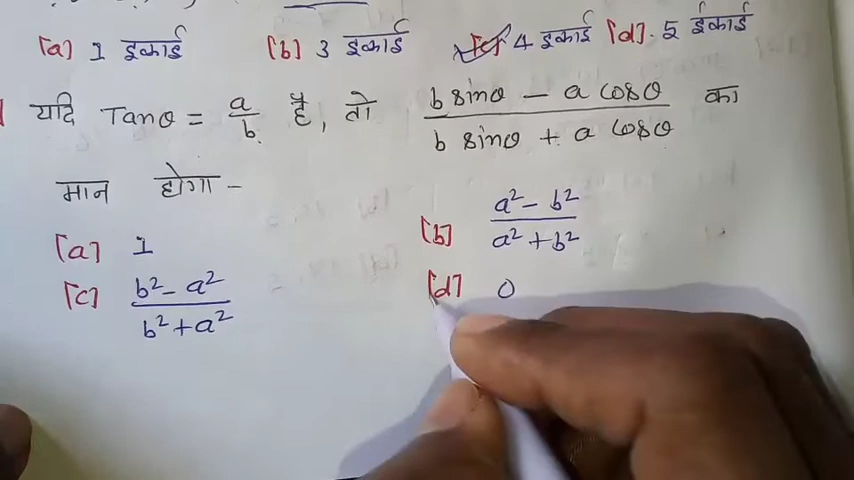 [a] 1 इकाई [b] 3 इकाई [c] 4 इकाई [d]. 5 इकाई
यदि Tanθ = a/b है, तो (b sinθ - a cosθ)/(b sinθ + a cosθ) का
मान होगा -
[a] 1 [b] (a² - b²)/(a² + b²)
[c] (b² - a²)/(b² + a²) [d] 0